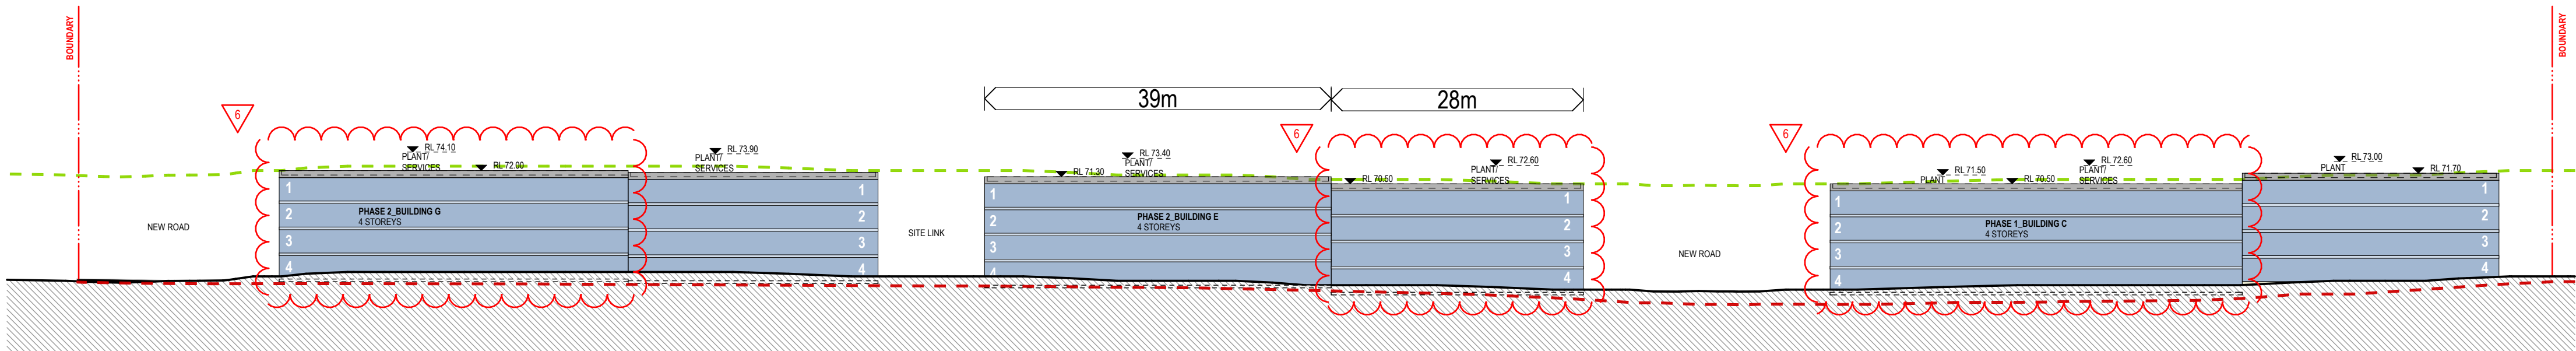 BOUNDARY
BOUNDARY
39m
28m
6
6
6
RL 74.10
PLANT/
SERVICES
RL 72.00
RL 73.90
PLANT/
SERVICES
RL 73.40
PLANT/
SERVICES
RL 71.30
RL 72.60
PLANT/
SERVICES
RL 70.50
RL 71.50
PLANT
RL 70.50
RL 72.60
PLANT/
SERVICES
RL 73.00
PLANT
RL 71.70
NEW ROAD
1
2
3
4
PHASE 2_BUILDING G
4 STOREYS
1
2
3
4
SITE LINK
1
2
3
4
PHASE 2_BUILDING E
4 STOREYS
1
2
3
4
NEW ROAD
1
2
3
4
PHASE 1_BUILDING C
4 STOREYS
1
2
3
4